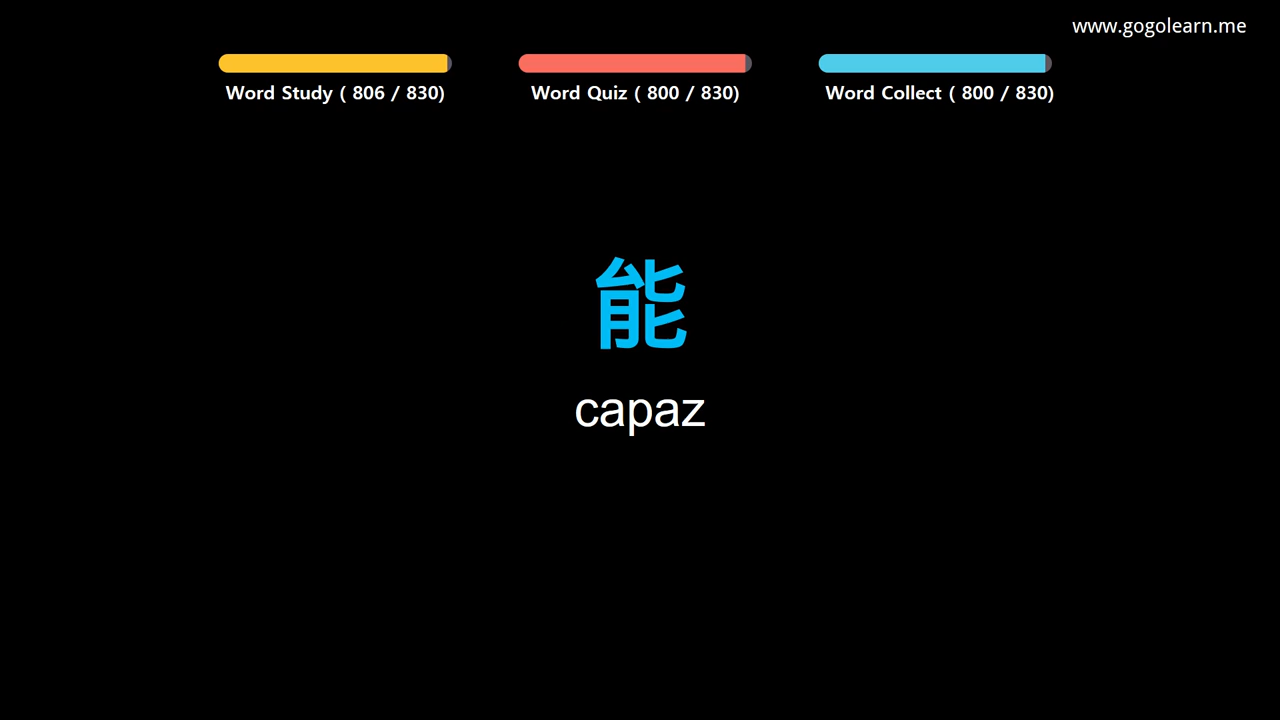 www.gogolearn.me
Word Study ( 806 / 830)
Word Quiz ( 800 / 830)
Word Collect ( 800 / 830)
能
capaz